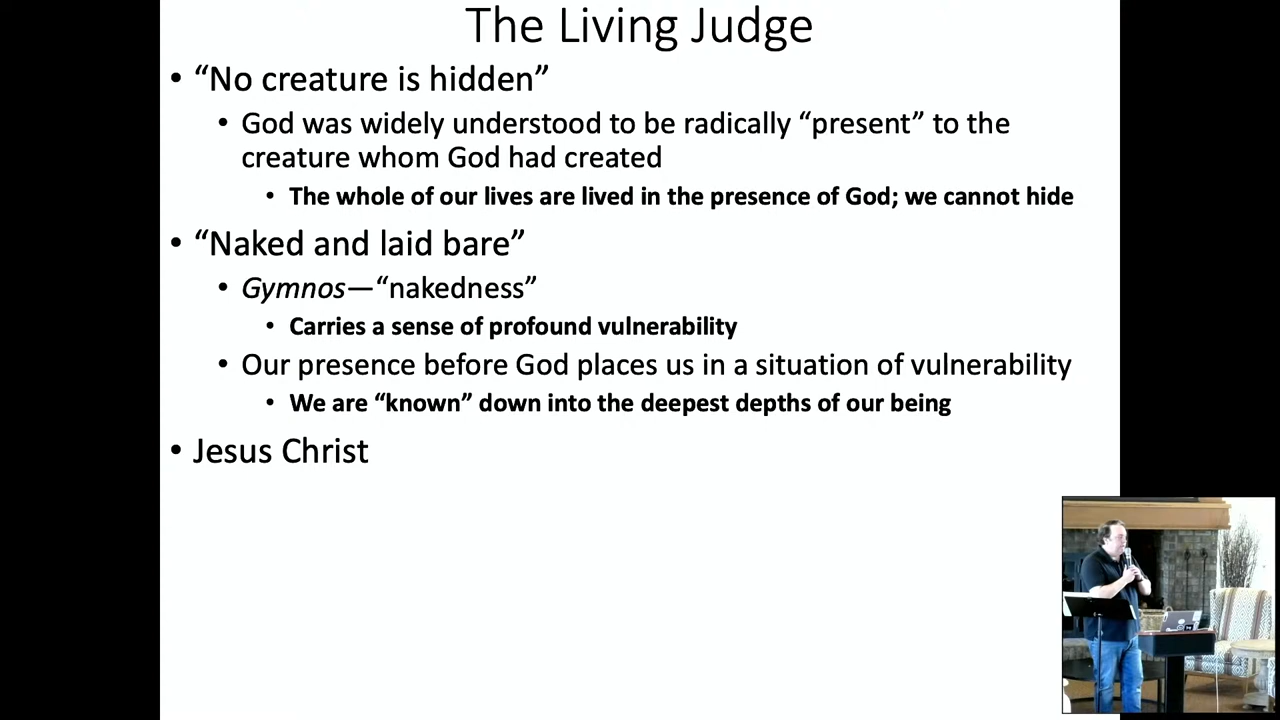 The Living Judge
• “No creature is hidden”
• God was widely understood to be radically “present” to the
creature whom God had created
• The whole of our lives are lived in the presence of God; we cannot hide
• “Naked and laid bare”
• Gymnos—“nakedness”
• Carries a sense of profound vulnerability
• Our presence before God places us in a situation of vulnerability
• We are “known” down into the deepest depths of our being
• Jesus Christ